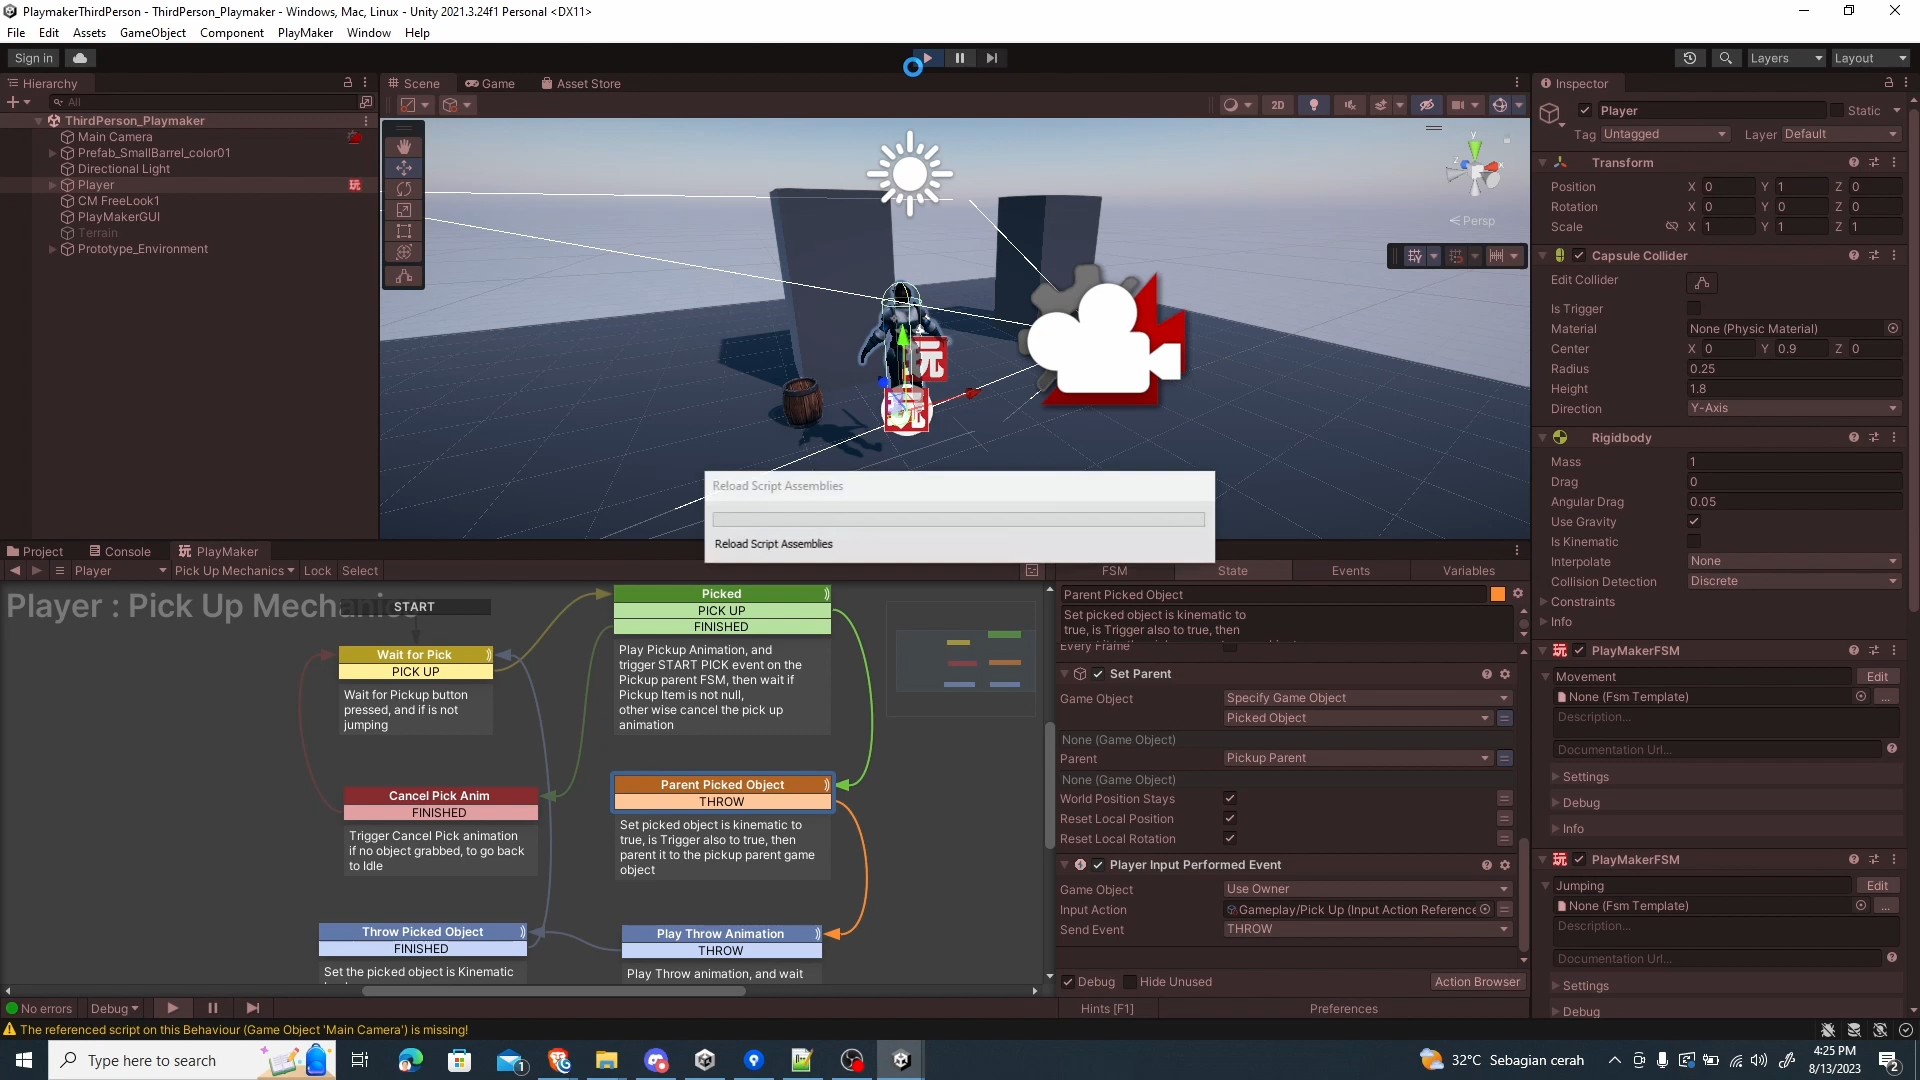 PlaymakerThirdPerson - ThirdPerson_Playmaker - Windows, Mac, Linux - Unity 2021.3.24f1 Personal <DX11>
File Edit Assets GameObject Component PlayMaker Window Help
Sign in
Layers
Layout
Hierarchy
All
ThirdPerson_Playmaker
Main Camera
Prefab_SmallBarrel_color01
Directional Light
Player
CM FreeLook1
PlayMakerGUI
Terrain
Prototype_Environment
Scene
Game
Asset Store
2D
Persp
Reload Script Assemblies
Reload Script Assemblies
Inspector
Player
Static
Tag Untagged
Layer Default
Transform
Position X 0 Y 1 Z 0
Rotation X 0 Y 0 Z 0
Scale X 1 Y 1 Z 1
Capsule Collider
Edit Collider
Is Trigger
Material None (Physic Material)
Center X 0 Y 0.9 Z 0
Radius 0.25
Height 1.8
Direction Y-Axis
Rigidbody
Mass 1
Drag 0
Angular Drag 0.05
Use Gravity
Is Kinematic
Interpolate None
Collision Detection Discrete
Constraints
Info
PlayMakerFSM
Movement Edit
None (Fsm Template) ...
Description...
Documentation Url...
Settings
Debug
Info
PlayMakerFSM
Jumping Edit
None (Fsm Template) ...
Description...
Documentation Url...
Settings
Debug
Project
Console
玩 PlayMaker
Player
Pick Up Mechanics
Lock
Select
Player : Pick Up Mechanic
START
Wait for Pick
PICK UP
Wait for Pickup button
pressed, and if is not
jumping
Picked
PICK UP
FINISHED
Play Pickup Animation, and
trigger START PICK event on the
Pickup parent FSM, then wait if
Pickup Item is not null,
other wise cancel the pick up
animation
Cancel Pick Anim
FINISHED
Trigger Cancel Pick animation
if no object grabbed, to go back
to Idle
Parent Picked Object
THROW
Set picked object is kinematic to
true, is Trigger also to true, then
parent it to the pickup parent game
object
Throw Picked Object
FINISHED
Set the picked object is Kinematic
Play Throw Animation
THROW
Play Throw animation, and wait
FSM
State
Events
Variables
Parent Picked Object
Set picked object is kinematic to
true, is Trigger also to true, then
Every Frame
Set Parent
Game Object Specify Game Object
Picked Object
None (Game Object)
Parent Pickup Parent
None (Game Object)
World Position Stays
Reset Local Position
Reset Local Rotation
Player Input Performed Event
Game Object Use Owner
Input Action Gameplay/Pick Up (Input Action Reference
Send Event THROW
Debug
Hide Unused
Action Browser
No errors
Debug
Hints [F1]
Preferences
The referenced script on this Behaviour (Game Object 'Main Camera') is missing!
Type here to search
1
32°C Sebagian cerah
4:25 PM
8/13/2023
2